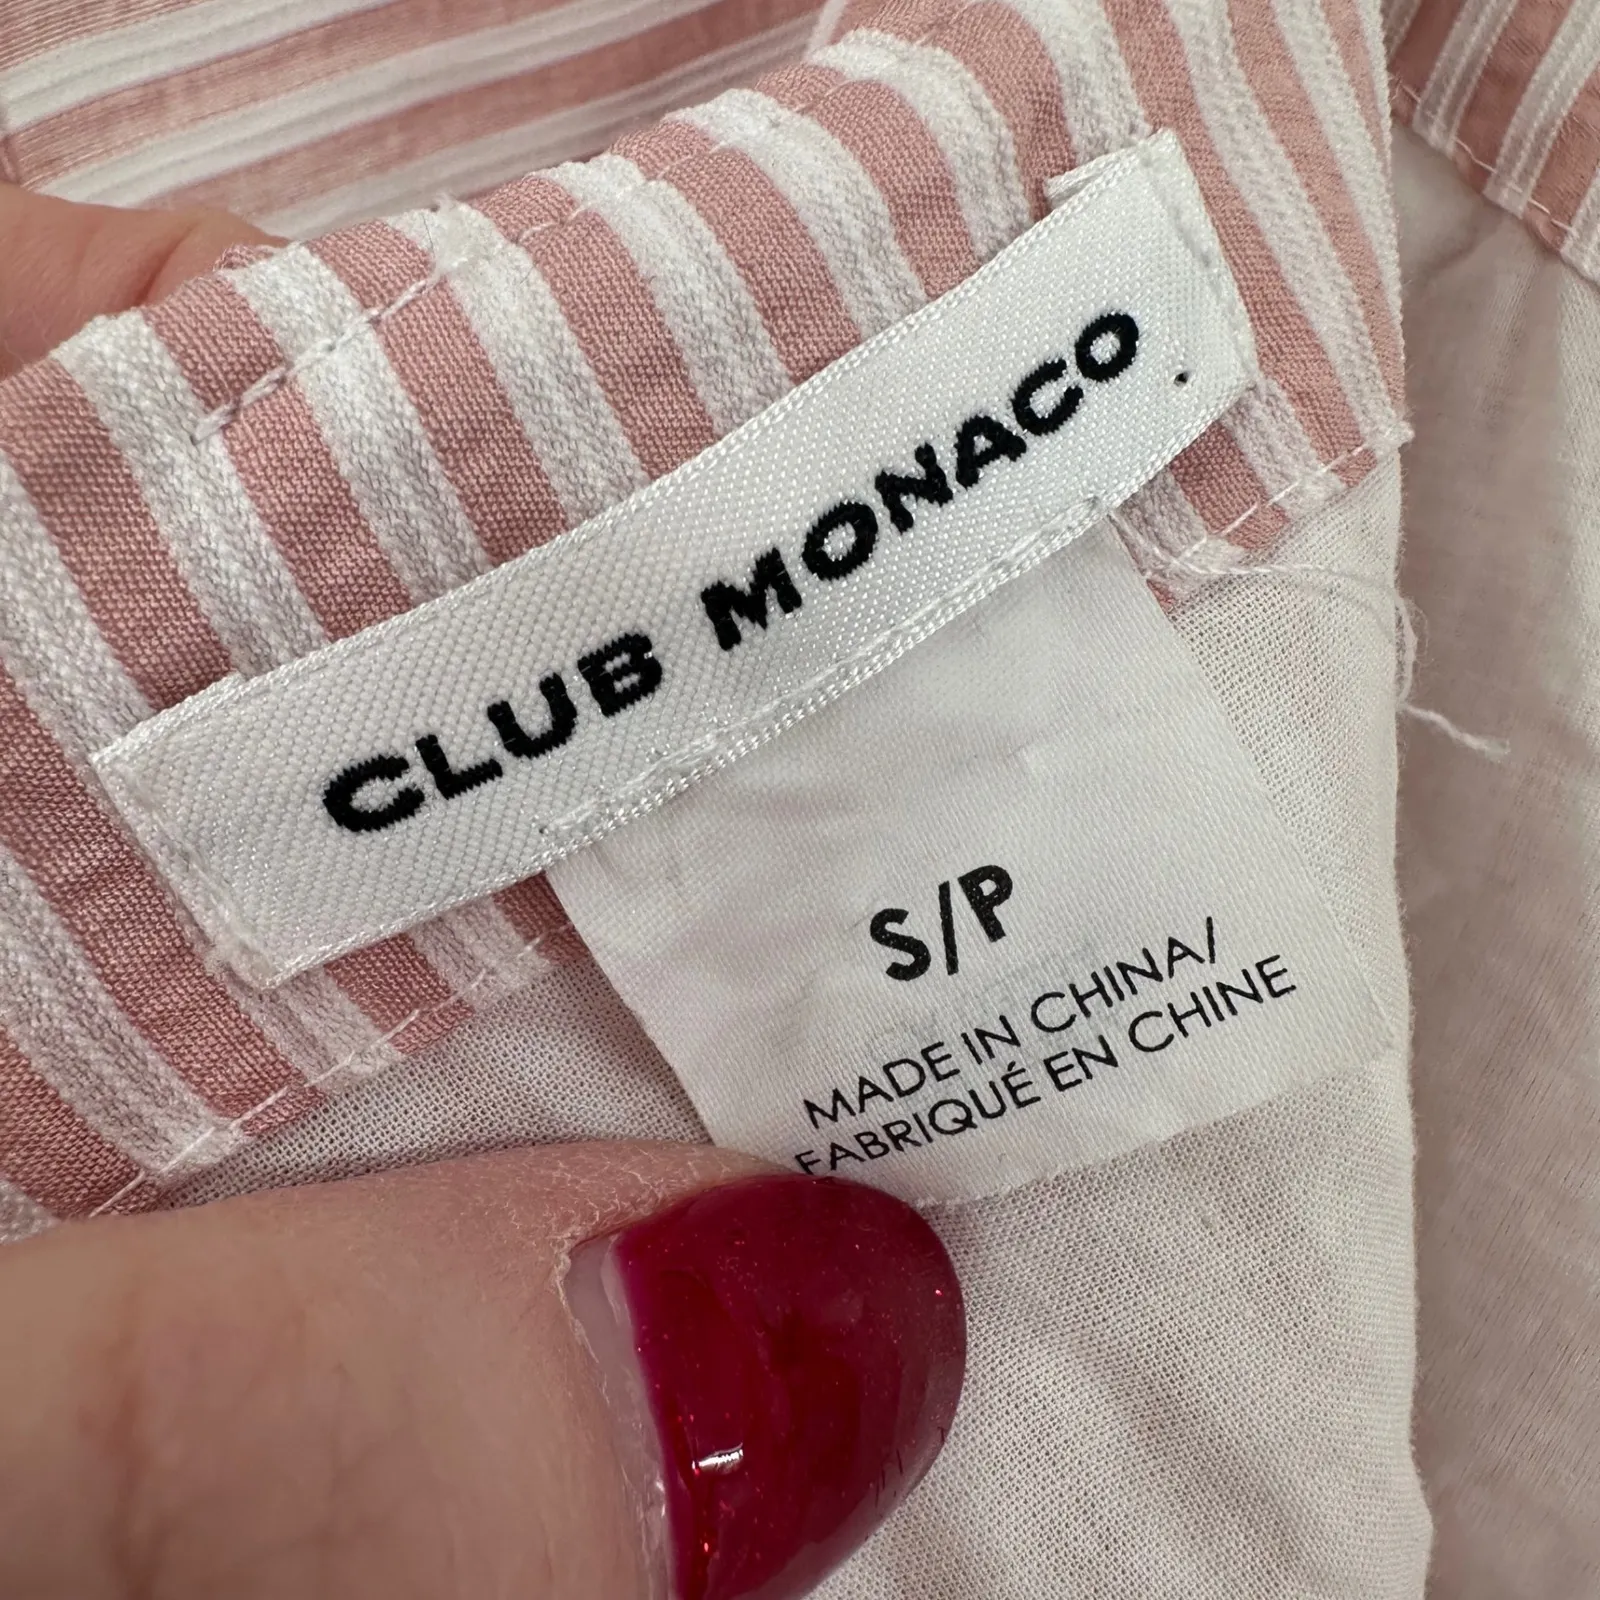 CLUB MONACO
S/P
MADE IN CHINA/
FABRIQUÉ EN CHINE